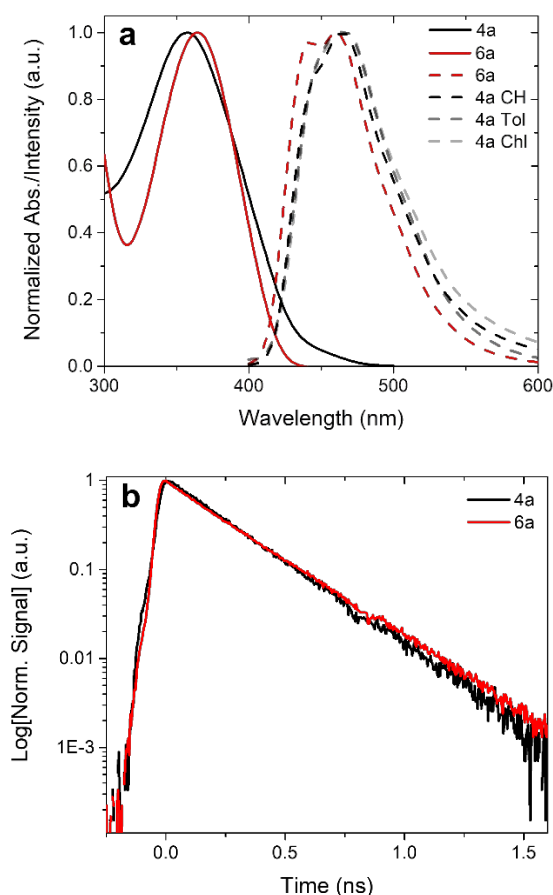 a
4a
6a
6a
4a CH
4a Tol
4a Chl
Normalized Abs./Intensity (a.u.)
1.0
0.8
0.6
0.4
0.2
0.0
300 400 500 600
Wavelength (nm)
b
4a
6a
Log[Norm. Signal] (a.u.)
1
0.1
0.01
1E-3
0.0 0.5 1.0 1.5
Time (ns)